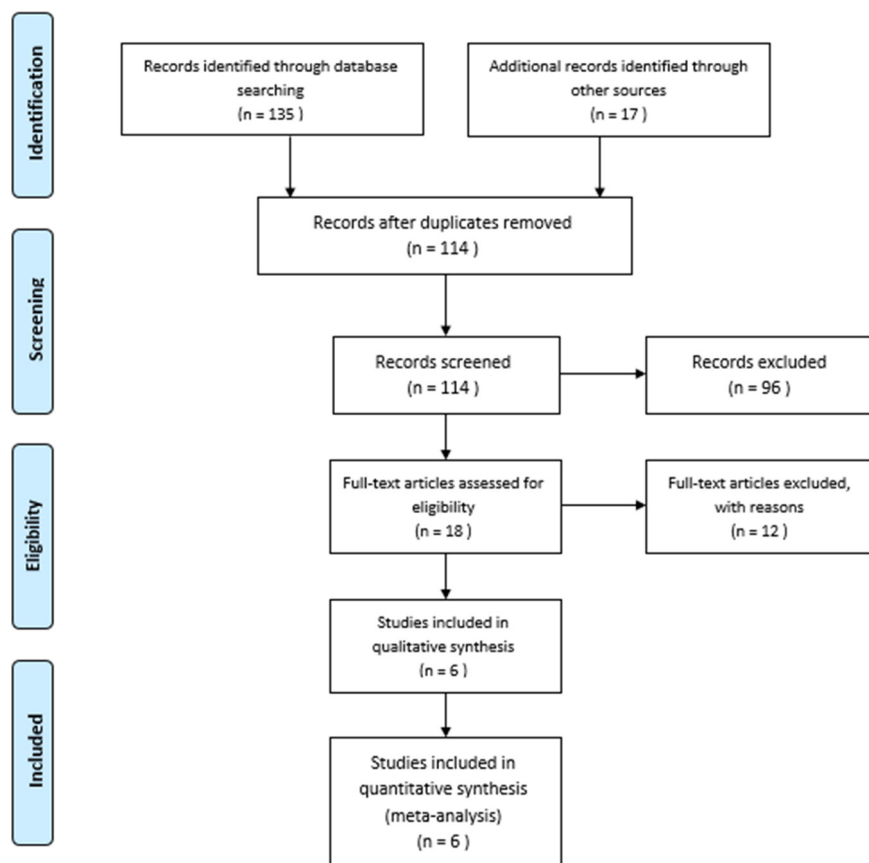 Identification
Records identified through database
searching
(n = 135 )
Additional records identified through
other sources
(n = 17 )
Records after duplicates removed
(n = 114 )
Screening
Records screened
(n = 114 )
Records excluded
(n = 96 )
Eligibility
Full-text articles assessed for
eligibility
(n = 18 )
Full-text articles excluded,
with reasons
(n = 12 )
Studies included in
qualitative synthesis
(n = 6 )
Included
Studies included in
quantitative synthesis
(meta-analysis)
(n = 6 )